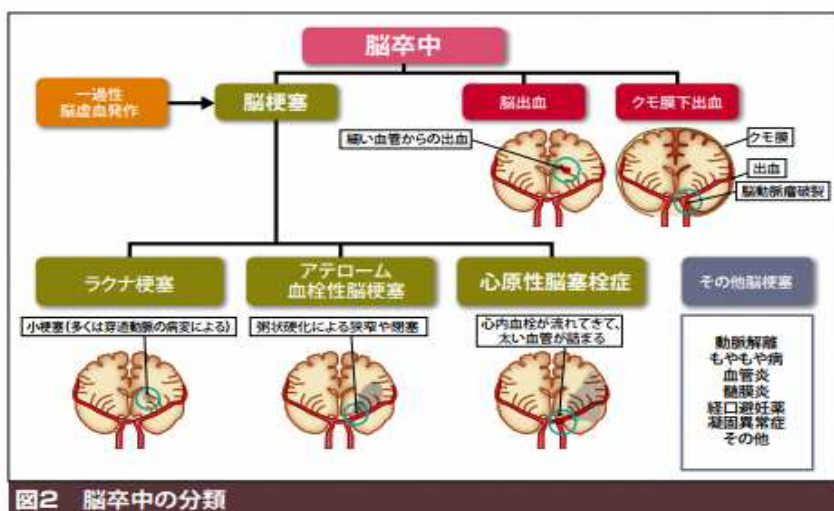 脳卒中
一過性
脳虚血発作
脳梗塞
脳出血
クモ膜下出血
細い血管からの出血
クモ膜
出血
脳動脈瘤破裂
ラクナ梗塞
アテローム
血栓性脳梗塞
心原性脳塞栓症
その他脳梗塞
小梗塞(多くは穿通動脈の病変による)
粥状硬化による狭窄や閉塞
心内血栓が流れてきて、
太い血管が詰まる
動脈解離
もやもや病
血管炎
髄膜炎
経口避妊薬
凝固異常症
その他
図2 脳卒中の分類